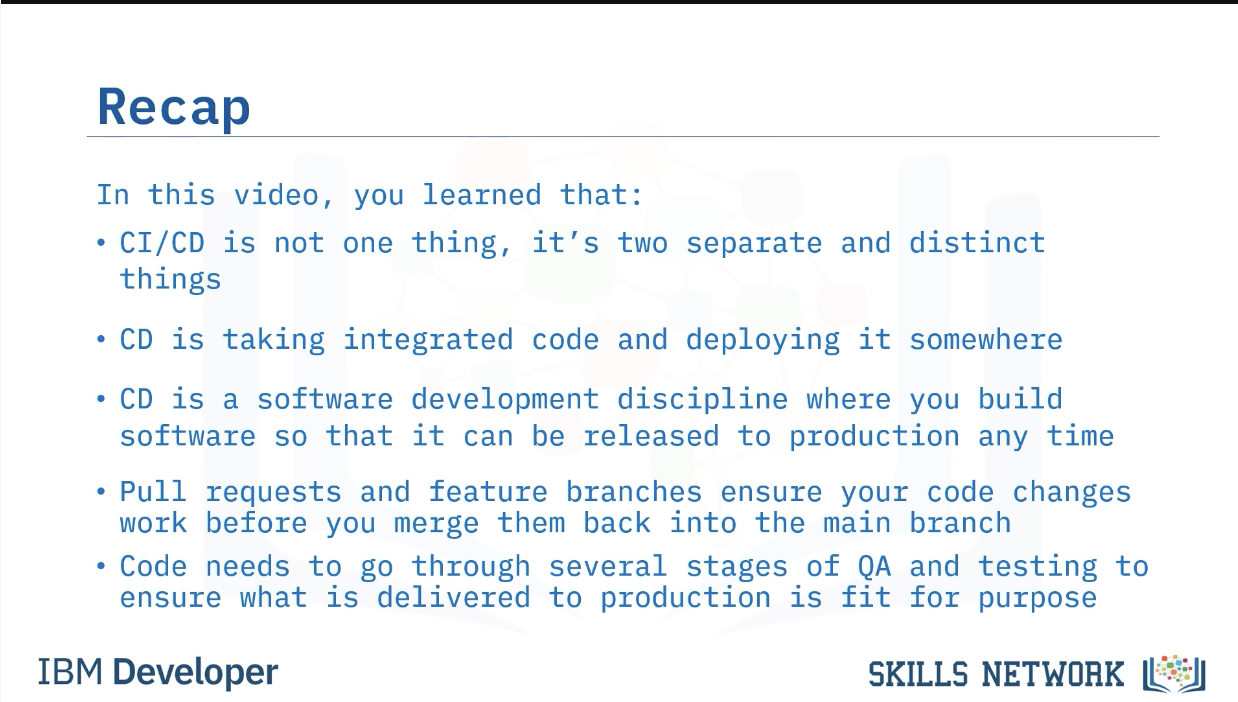 Recap
In this video, you learned that:
• CI/CD is not one thing, it’s two separate and distinct
things
• CD is taking integrated code and deploying it somewhere
• CD is a software development discipline where you build
software so that it can be released to production any time
• Pull requests and feature branches ensure your code changes
work before you merge them back into the main branch
• Code needs to go through several stages of QA and testing to
ensure what is delivered to production is fit for purpose
IBM Developer
SKILLS NETWORK